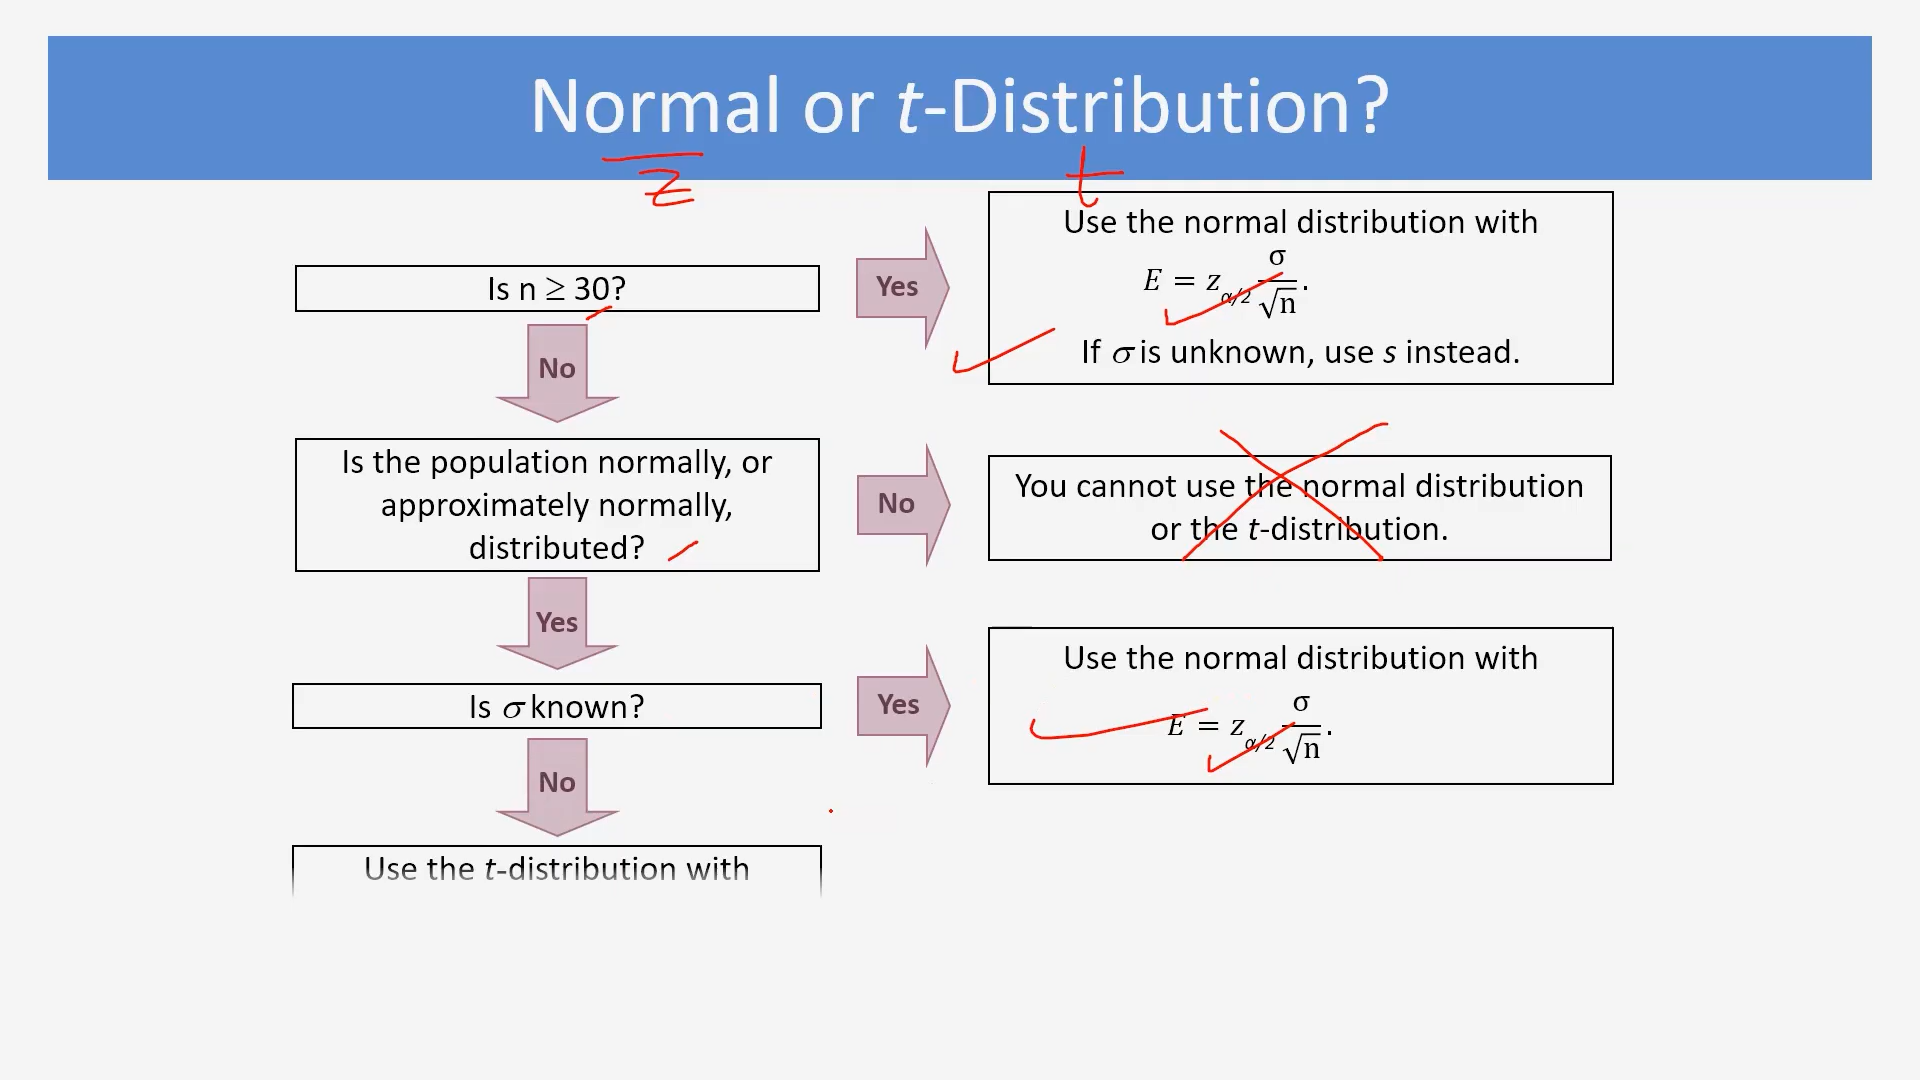 Normal or t-Distribution?
z
t
Is n ≥ 30?
Yes
Use the normal distribution with
E = z_{α/2} σ/√n.
If σ is unknown, use s instead.
No
Is the population normally, or
approximately normally,
distributed?
No
You cannot use the normal distribution
or the t-distribution.
Yes
Is σ known?
Yes
Use the normal distribution with
E = z_{α/2} σ/√n.
No
Use the t-distribution with